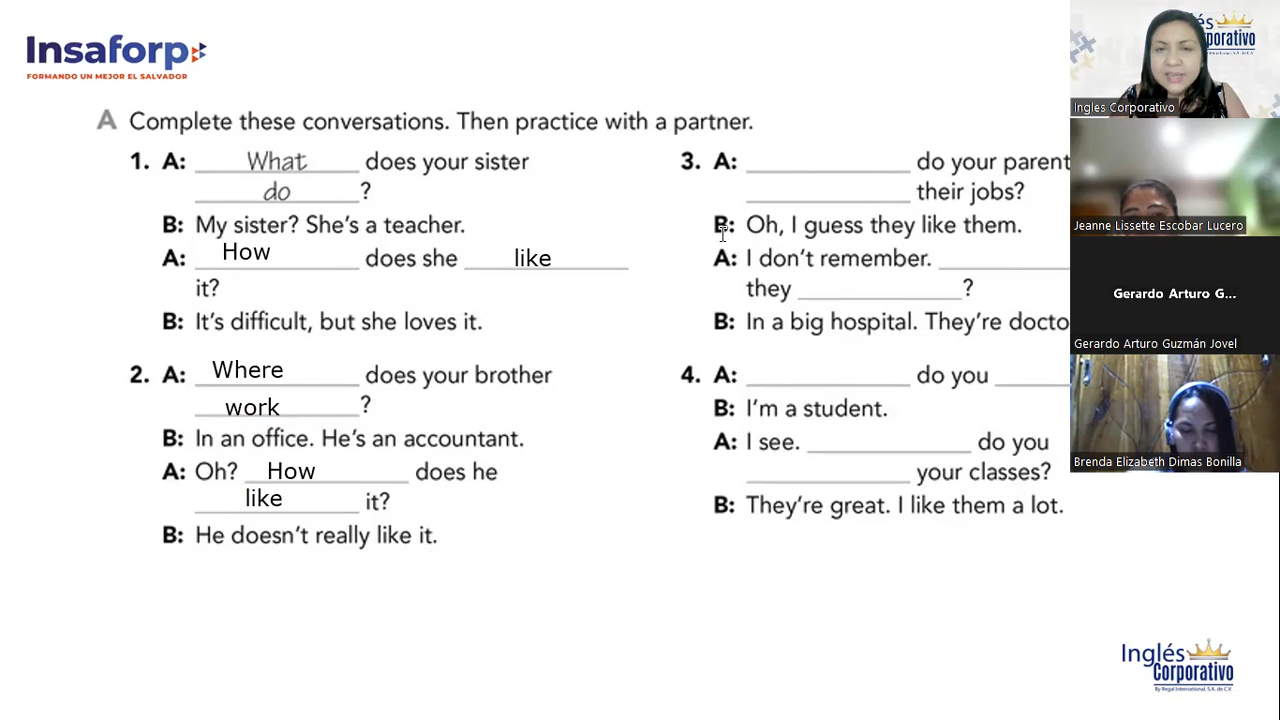 Insaforp
FORMANDO UN MEJOR EL SALVADOR
A Complete these conversations. Then practice with a partner.
1. A: What does your sister
do ?
B: My sister? She's a teacher.
A: How does she like
it?
B: It's difficult, but she loves it.
2. A: Where does your brother
work ?
B: In an office. He's an accountant.
A: Oh? How does he
like it?
B: He doesn't really like it.
3. A: do your parent
their jobs?
B: Oh, I guess they like them.
A: I don't remember.
they ?
B: In a big hospital. They're docto
4. A: do you
B: I'm a student.
A: I see. do you
your classes?
B: They're great. I like them a lot.
Ingles Corporativo
Jeanne Lissette Escobar Lucero
Gerardo Arturo G...
Gerardo Arturo Guzmán Jovel
Brenda Elizabeth Dimas Bonilla
Inglés
Corporativo
By Regal International, S.A. de C.V.